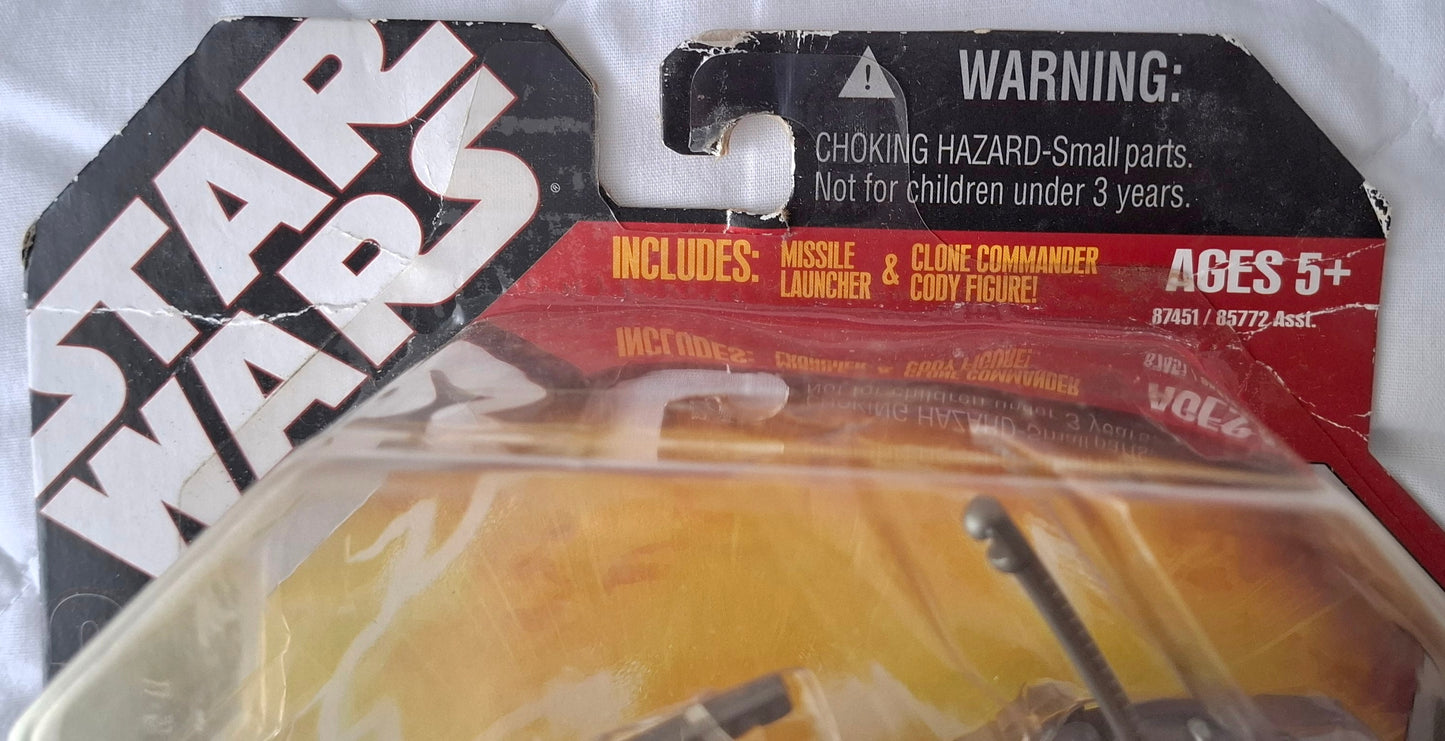 STAR
WARS
®
WARNING:
CHOKING HAZARD-Small parts.
Not for children under 3 years.
INCLUDES: MISSILE LAUNCHER & CLONE COMMANDER CODY FIGURE!
AGES 5+
87451 / 85772 Asst.